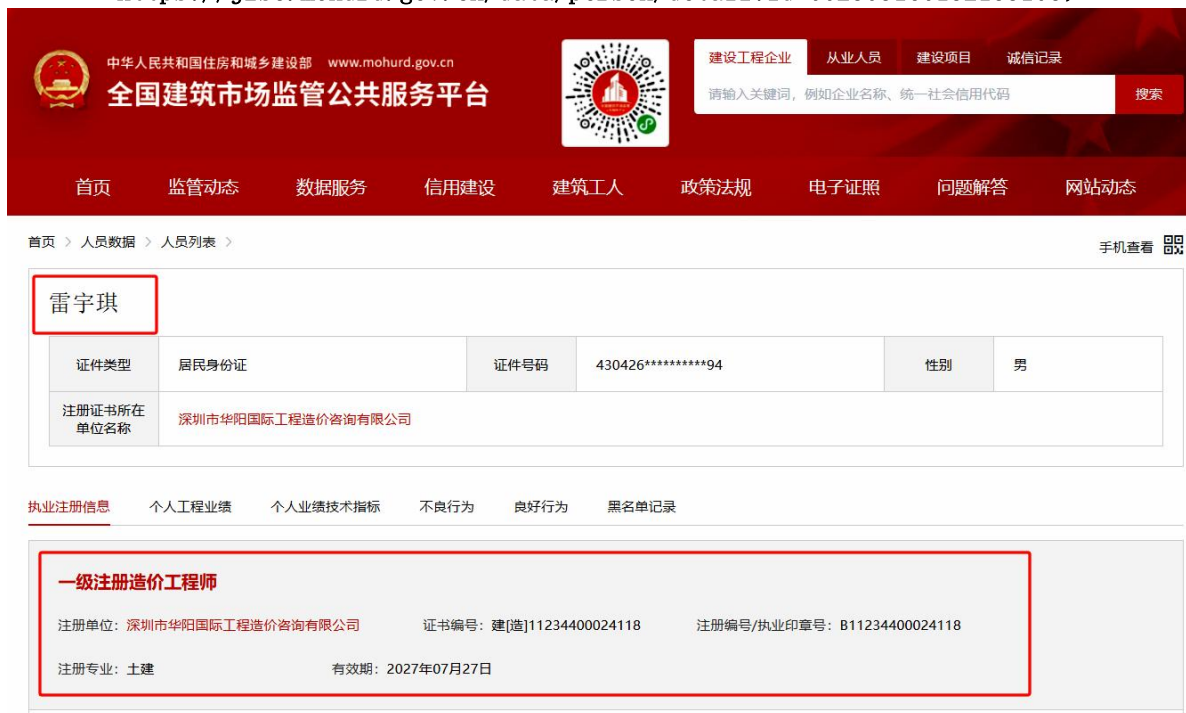 中华人民共和国住房和城乡建设部 www.mohurd.gov.cn
全国建筑市场监管公共服务平台
建设工程企业 从业人员 建设项目 诚信记录
请输入关键词，例如企业名称、统一社会信用代码 搜索
首页 监管动态 数据服务 信用建设 建筑工人 政策法规 电子证照 问题解答 网站动态
首页 > 人员数据 > 人员列表 >
手机查看
雷宇琪
证件类型 居民身份证 证件号码 430426**********94 性别 男
注册证书所在单位名称 深圳市华阳国际工程造价咨询有限公司
执业注册信息 个人工程业绩 个人业绩技术指标 不良行为 良好行为 黑名单记录
一级注册造价工程师
注册单位：深圳市华阳国际工程造价咨询有限公司 证书编号：建[造]11234400024118 注册编号/执业印章号：B11234400024118
注册专业：土建 有效期：2027年07月27日